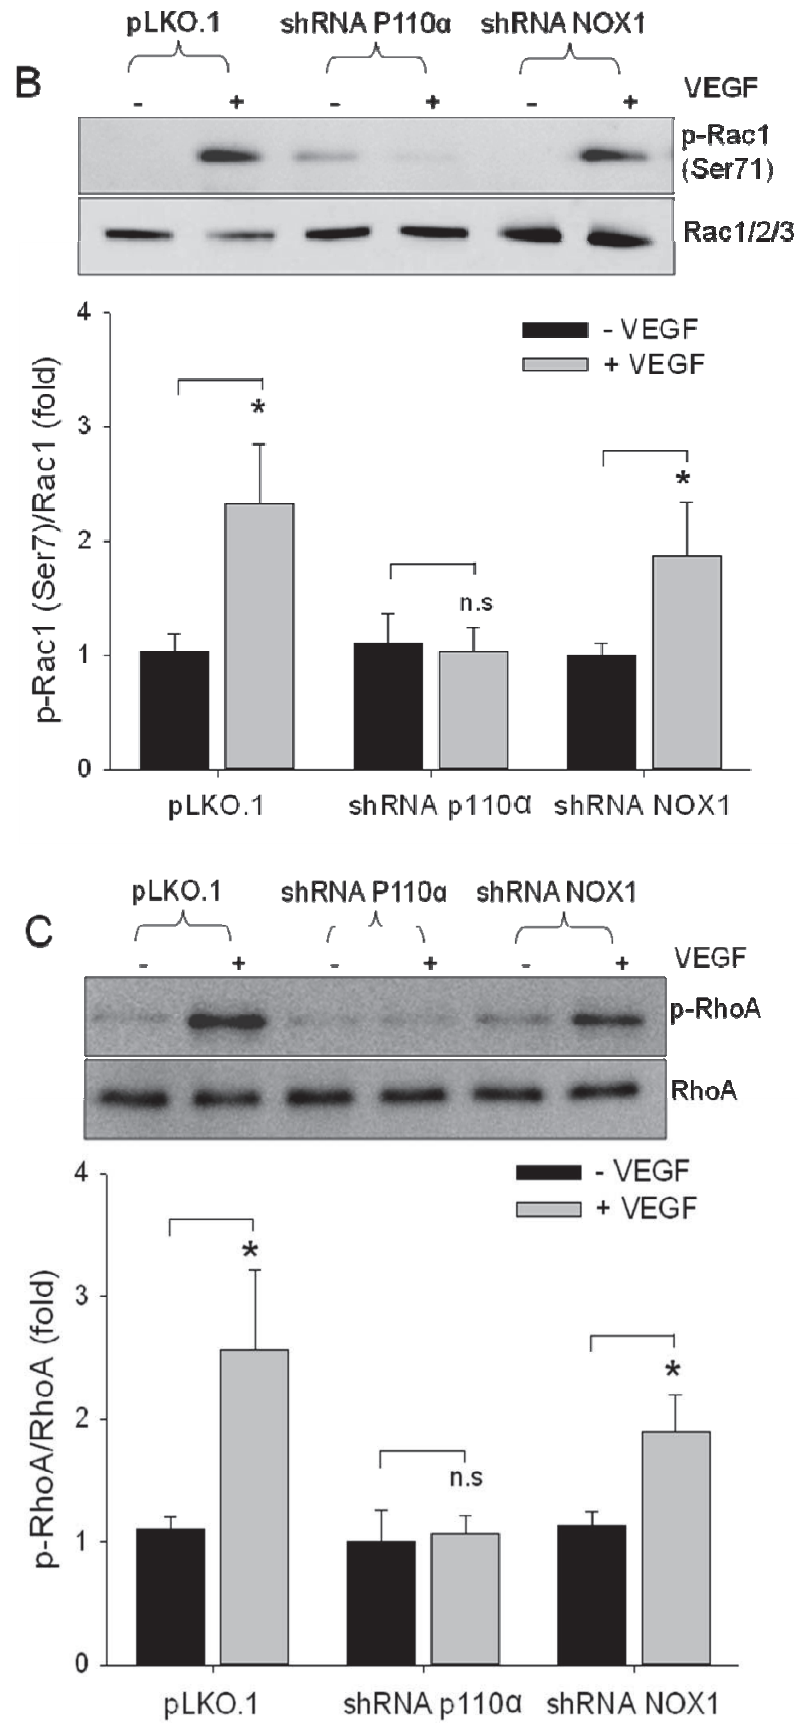 pLKO.1 shRNA P110α shRNA NOX1
B
- + - + - + VEGF
p-Rac1
(Ser71)
Rac1/2/3
4
3
2
1
0
p-Rac1 (Ser7)/Rac1 (fold)
- VEGF
+ VEGF
*
n.s
*
pLKO.1 shRNA p110α shRNA NOX1
pLKO.1 shRNA P110α shRNA NOX1
C
- + - + - + VEGF
p-RhoA
RhoA
4
3
2
1
0
p-RhoA/RhoA (fold)
- VEGF
+ VEGF
*
n.s
*
pLKO.1 shRNA p110α shRNA NOX1